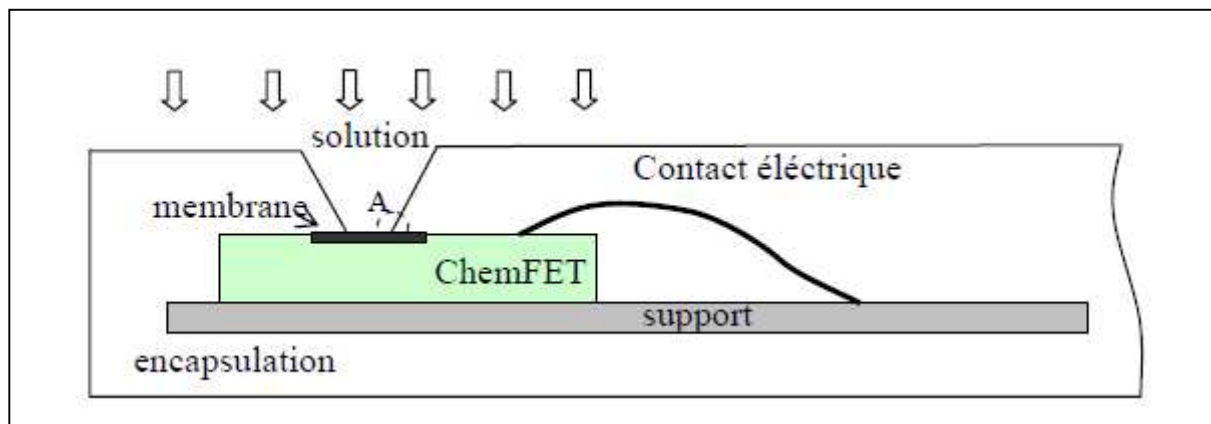 solution
Contact éléctrique
membrane
A
ChemFET
support
encapsulation